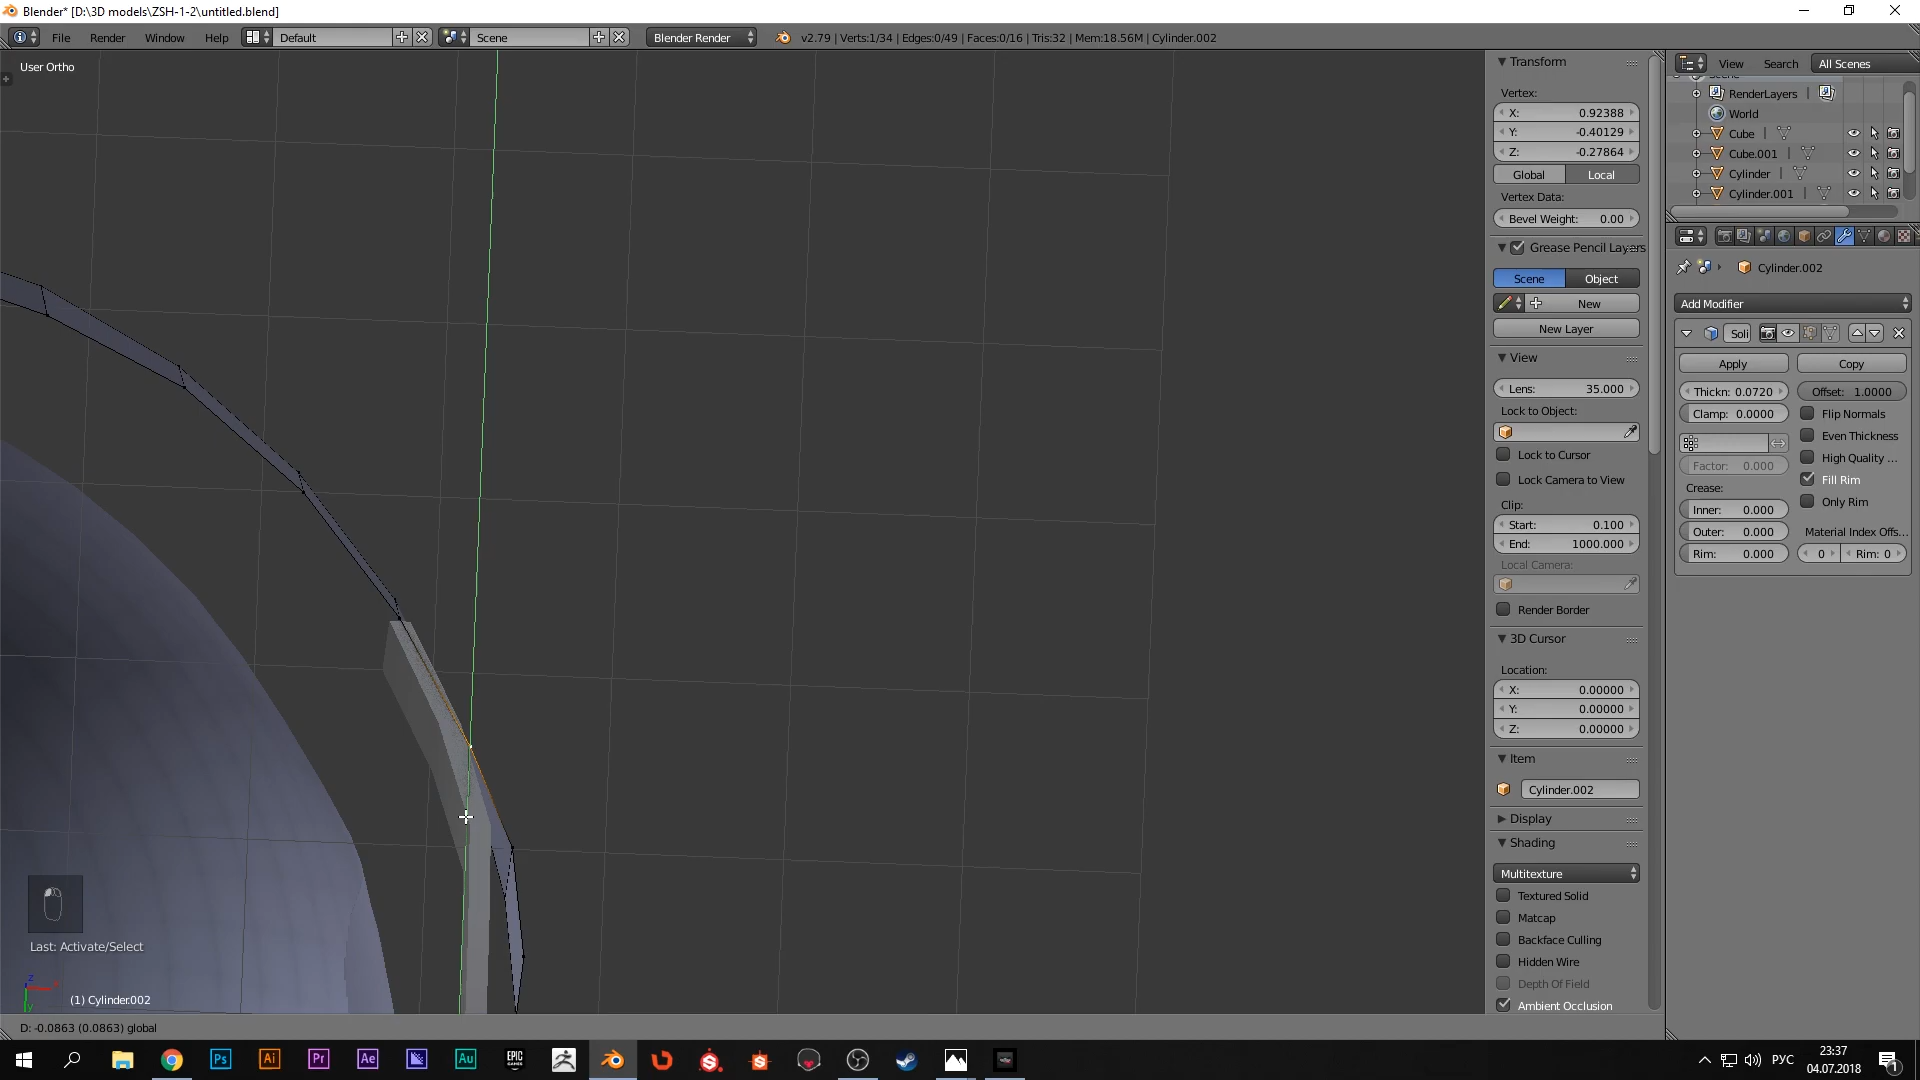 Blender* [D:\3D models\ZSH-1-2\untitled.blend]
File Render Window Help Default Scene Blender Render v2.79 | Verts:1/34 | Edges:0/49 | Faces:0/16 | Tris:32 | Mem:18.56M | Cylinder.002
User Ortho
Transform
Vertex:
X: 0.92388
Y: -0.40129
Z: -0.27864
Global Local
Vertex Data:
Bevel Weight: 0.00
Grease Pencil Layers
Scene Object
New
New Layer
View
Lens: 35.000
Lock to Object:
Lock to Cursor
Lock Camera to View
Clip:
Start: 0.100
End: 1000.000
Local Camera:
Render Border
3D Cursor
Location:
X: 0.00000
Y: 0.00000
Z: 0.00000
Item
Cylinder.002
Display
Shading
Multitexture
Textured Solid
Matcap
Backface Culling
Hidden Wire
Depth Of Field
Ambient Occlusion
View Search All Scenes
RenderLayers
World
Cube
Cube.001
Cylinder
Cylinder.001
Cylinder.002
Add Modifier
Soli
Apply Copy
Thickn: 0.0720 Offset: 1.0000
Clamp: 0.0000 Flip Normals
Even Thickness
High Quality ...
Factor: 0.000
Fill Rim
Crease:
Only Rim
Inner: 0.000
Outer: 0.000 Material Index Offs...
Rim: 0.000 0 Rim: 0
Last: Activate/Select
z
y
(1) Cylinder.002
D: -0.0863 (0.0863) global
Ps Ai Pr Ae Au EPIC GAMES
РУС
23:37
04.07.2018
1